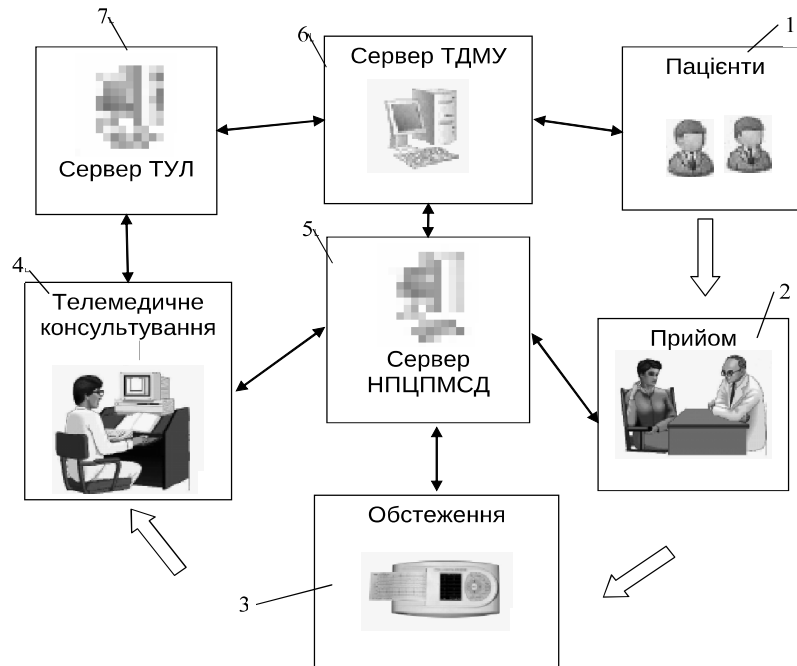 7
Сервер ТУЛ
6
Сервер ТДМУ
1
Пацієнти
5
Сервер
НПЦПМСД
4
Телемедичне
консультування
2
Прийом
3
Обстеження